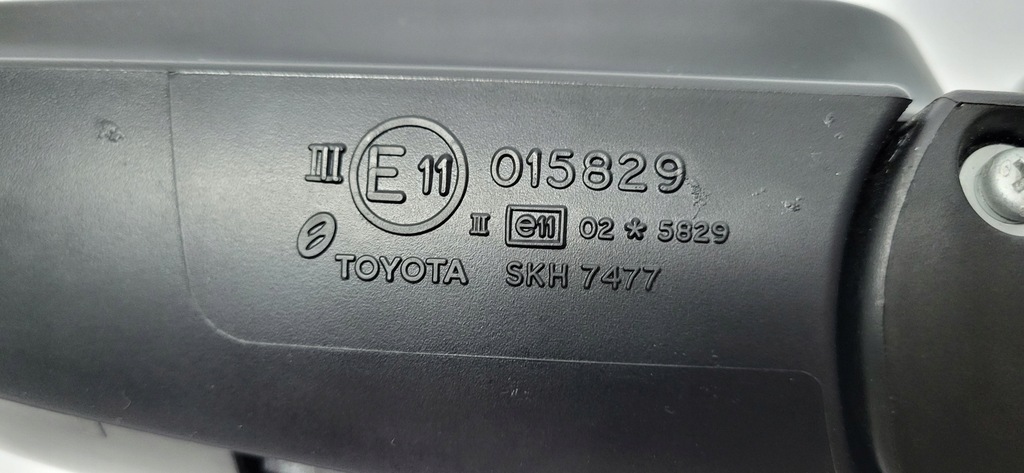 III E 11 015829
II e11 02 * 5829
TOYOTA SKH 7477